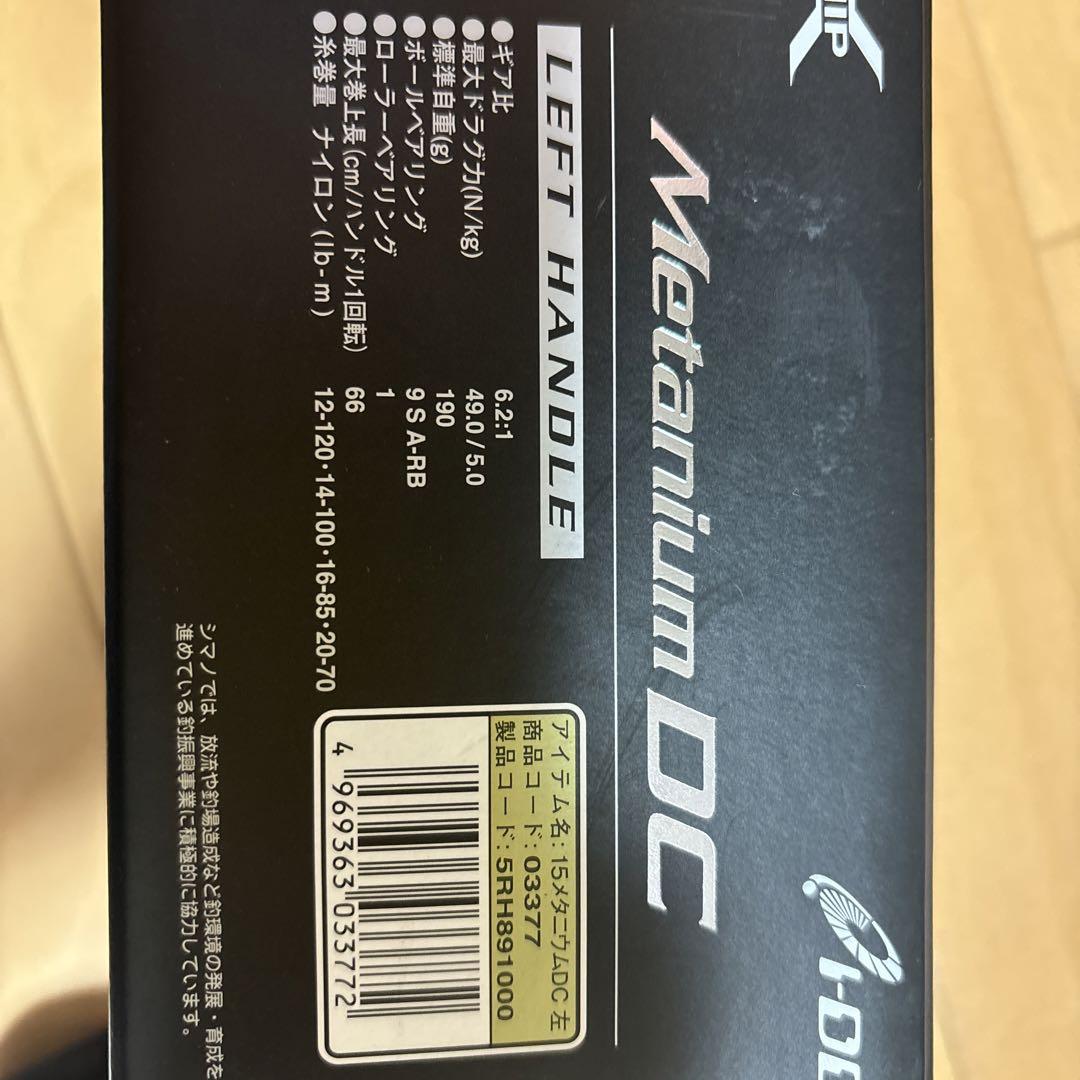 IP
Metanium DC
I-DC
LEFT HANDLE
●ギア比 6.2:1
●最大ドラグ力(N/kg) 49.0/5.0
●標準自重(g) 190
●ボールベアリング 9 S A-RB
●ローラーベアリング 1
●最大巻上長(cm/ハンドル1回転) 66
●糸巻量 ナイロン(lb-m) 12-120・14-100・16-85・20-70
アイテム名:15メタニウムDC 左
商品コード:03377
製品コード:5RH891000
4 969363 033772
シマノでは、放流や釣場造成など釣環境の発展・育成を
進めている釣振興事業に積極的に協力しています。